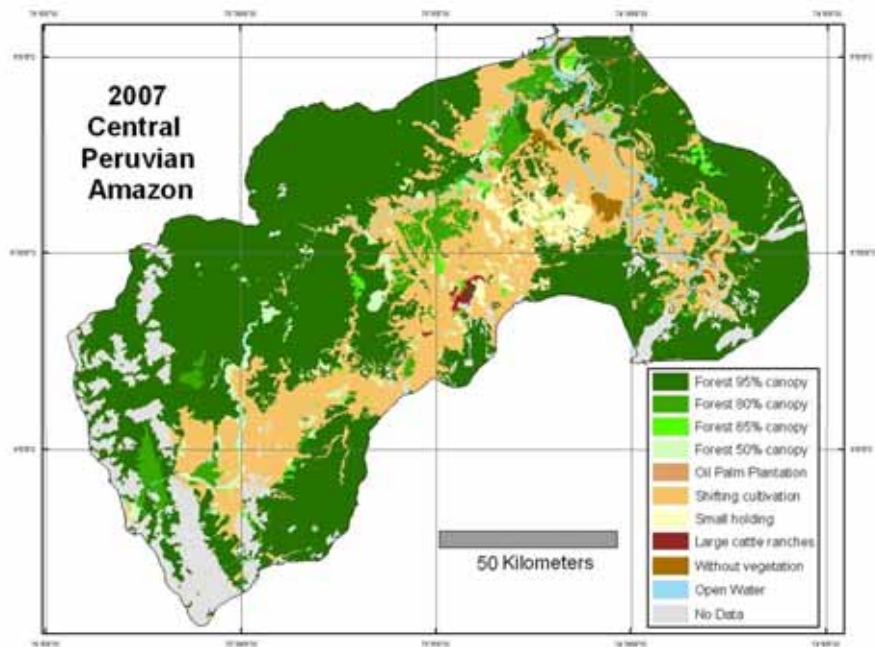 2007
Central
Peruvian
Amazon
Forest 95% canopy
Forest 80% canopy
Forest 65% canopy
Forest 50% canopy
Oil Palm Plantation
Shifting cultivation
Small holding
Large cattle ranches
Without vegetation
Open Water
No Data
50 Kilometers